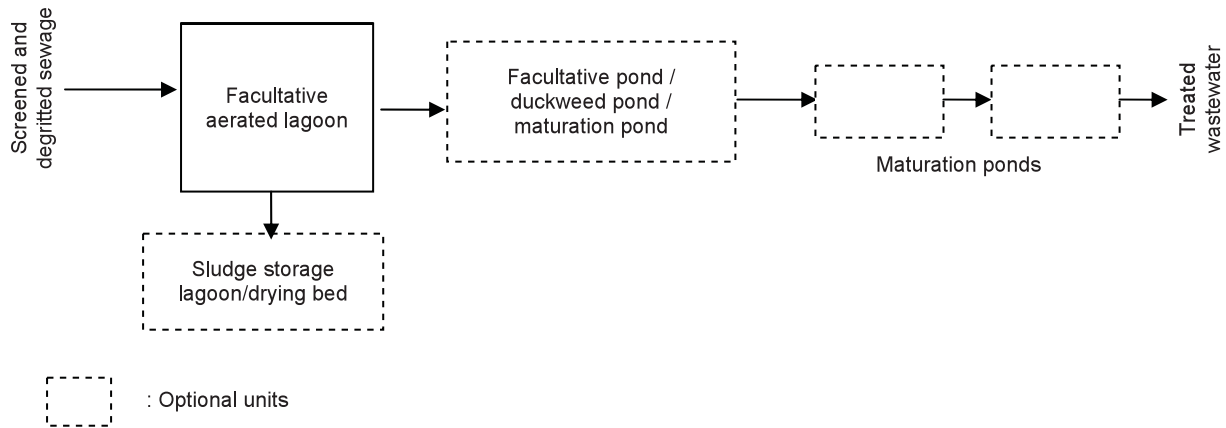 Screened and
degritted sewage
Facultative
aerated lagoon
Facultative pond /
duckweed pond /
maturation pond
Maturation ponds
Treated
wastewater
Sludge storage
lagoon/drying bed
: Optional units